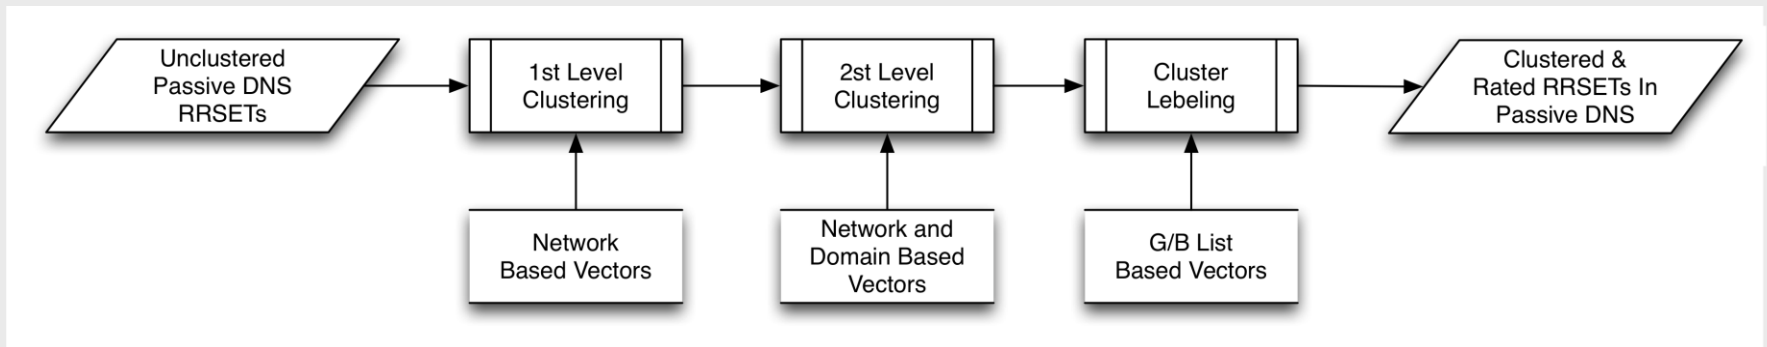 Unclustered
Passive DNS
RRSETs
1st Level
Clustering
2st Level
Clustering
Cluster
Lebeling
Clustered &
Rated RRSETs In
Passive DNS
Network
Based Vectors
Network and
Domain Based
Vectors
G/B List
Based Vectors